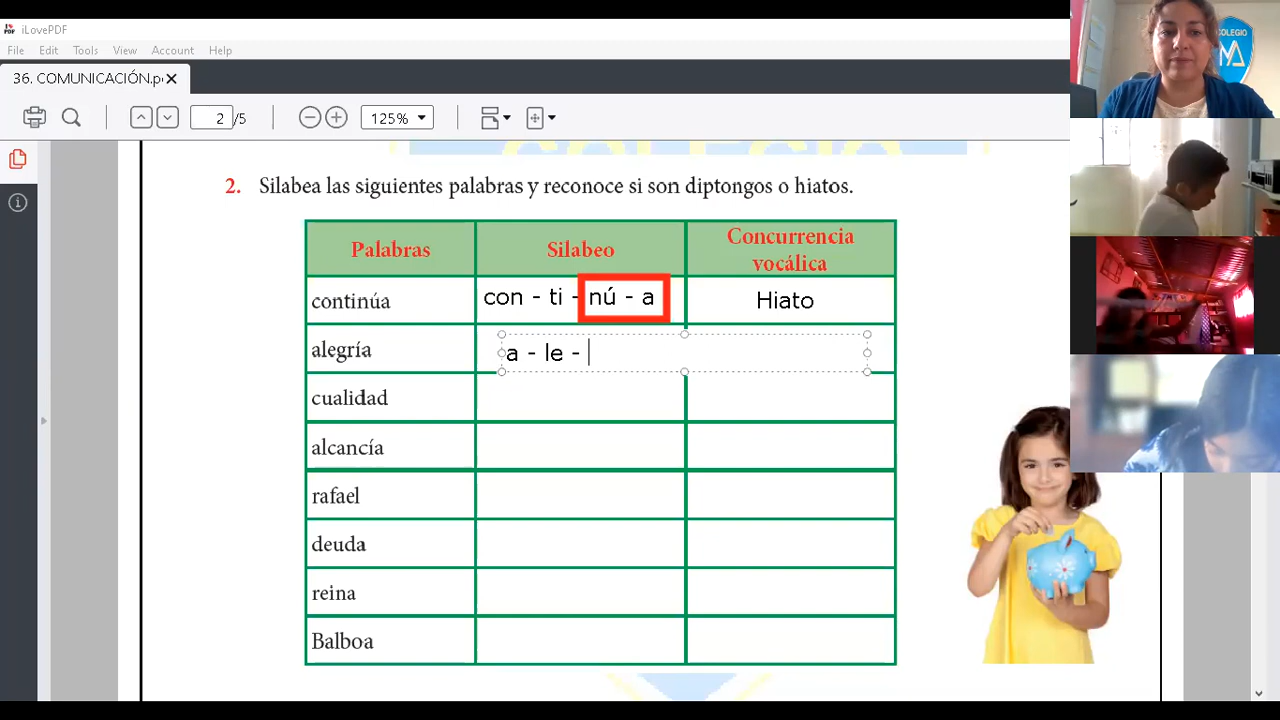 iLovePDF
File Edit Tools View Account Help
36. COMUNICACIÓN.p
2 /5 125%
2. Silabea las siguientes palabras y reconoce si son diptongos o hiatos.
Palabras Silabeo Concurrencia
vocálica
continúa con - ti - nú - a Hiato
alegría a - le -
cualidad
alcancía
rafael
deuda
reina
Balboa
COLEGIO